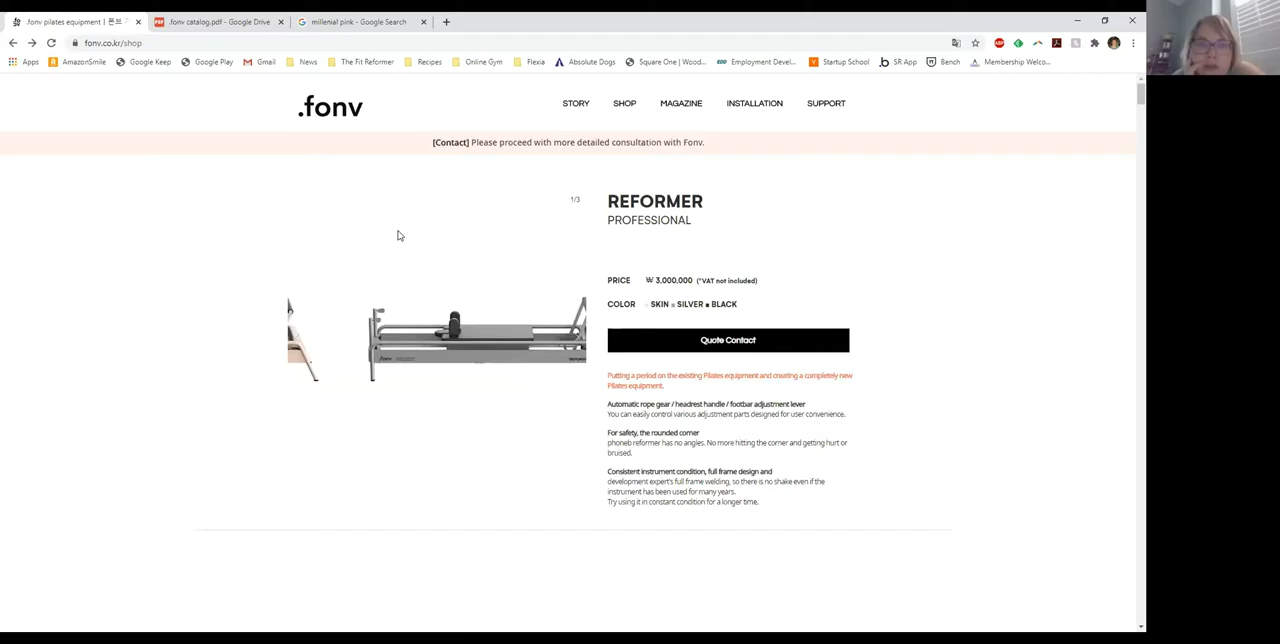 .fonv pilates equipment | 폰브
.fonv catalog.pdf - Google Drive
millenial pink - Google Search
fonv.co.kr/shop
Apps
AmazonSmile
Google Keep
Google Play
Gmail
News
The Fit Reformer
Recipes
Online Gym
Flexia
Absolute Dogs
Square One | Wood...
Employment Devel...
Startup School
SR App
Bench
Membership Welco...
.fonv
STORY
SHOP
MAGAZINE
INSTALLATION
SUPPORT
[Contact] Please proceed with more detailed consultation with Fonv.
1/3
REFORMER
PROFESSIONAL
PRICE ₩ 3,000,000 (*VAT not included)
COLOR SKIN SILVER BLACK
Quote Contact
Putting a period on the existing Pilates equipment and creating a completely new
Pilates equipment.
Automatic rope gear / headrest handle / footbar adjustment lever
You can easily control various adjustment parts designed for user convenience.
For safety, the rounded corner
phoneb reformer has no angles. No more hitting the corner and getting hurt or
bruised.
Consistent instrument condition, full frame design and
development expert's full frame welding, so there is no shake even if the
instrument has been used for many years.
Try using it in constant condition for a longer time.
.fonv